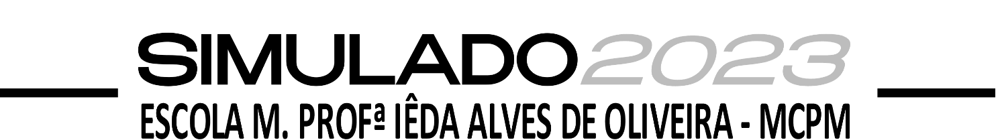 SIMULADO2023
ESCOLA M. PROFª IÊDA ALVES DE OLIVEIRA - MCPM